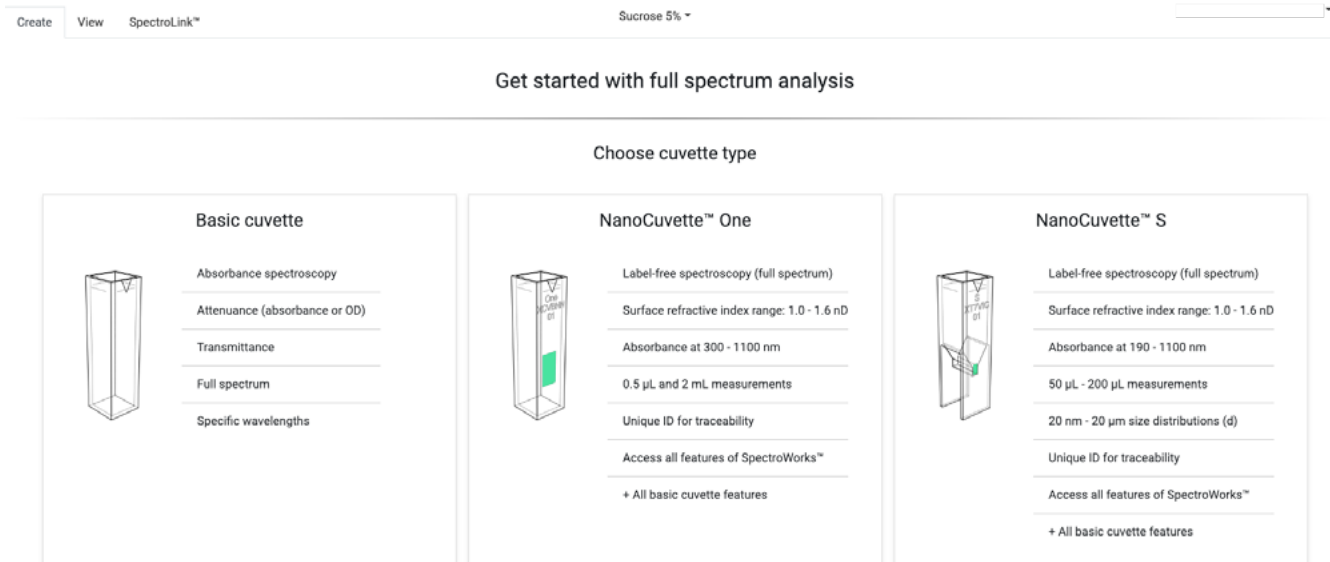 Create View SpectroLink™
Sucrose 5%
Get started with full spectrum analysis
Choose cuvette type
Basic cuvette
Absorbance spectroscopy
Attenuance (absorbance or OD)
Transmittance
Full spectrum
Specific wavelengths
NanoCuvette™ One
One
01
Label-free spectroscopy (full spectrum)
Surface refractive index range: 1.0 - 1.6 nD
Absorbance at 300 - 1100 nm
0.5 µL and 2 mL measurements
Unique ID for traceability
Access all features of SpectroWorks™
+ All basic cuvette features
NanoCuvette™ S
S
01
Label-free spectroscopy (full spectrum)
Surface refractive index range: 1.0 - 1.6 nD
Absorbance at 190 - 1100 nm
50 µL - 200 µL measurements
20 nm - 20 µm size distributions (d)
Unique ID for traceability
Access all features of SpectroWorks™
+ All basic cuvette features